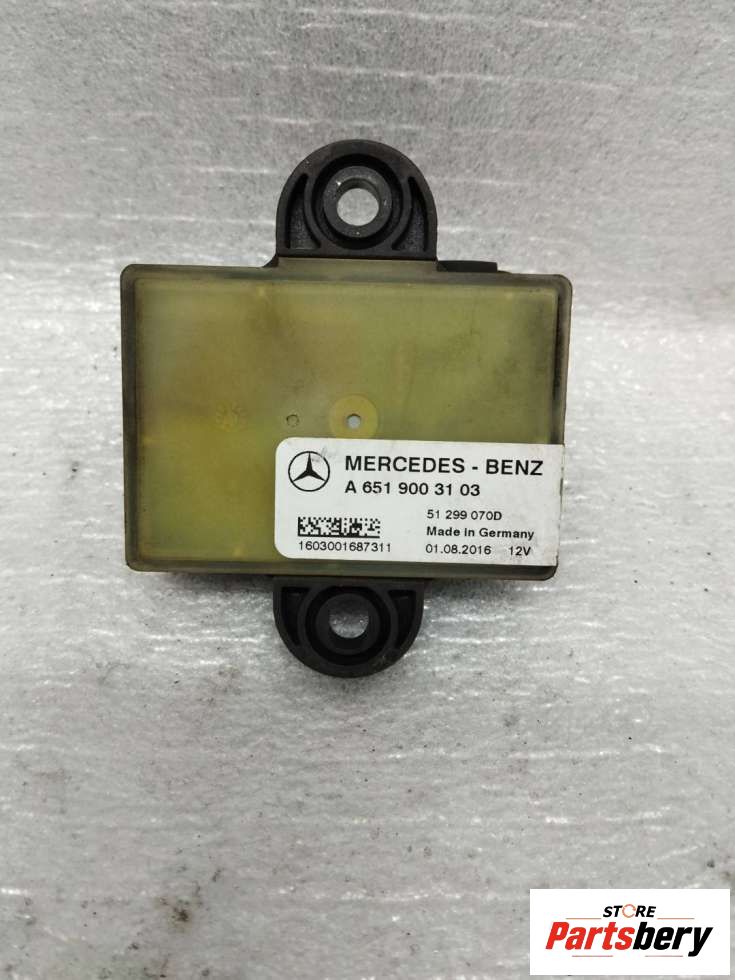 MERCEDES - BENZ
A 651 900 31 03
51 299 070D
Made in Germany
1603001687311
01.08.2016 12V
STORE
Partsbery